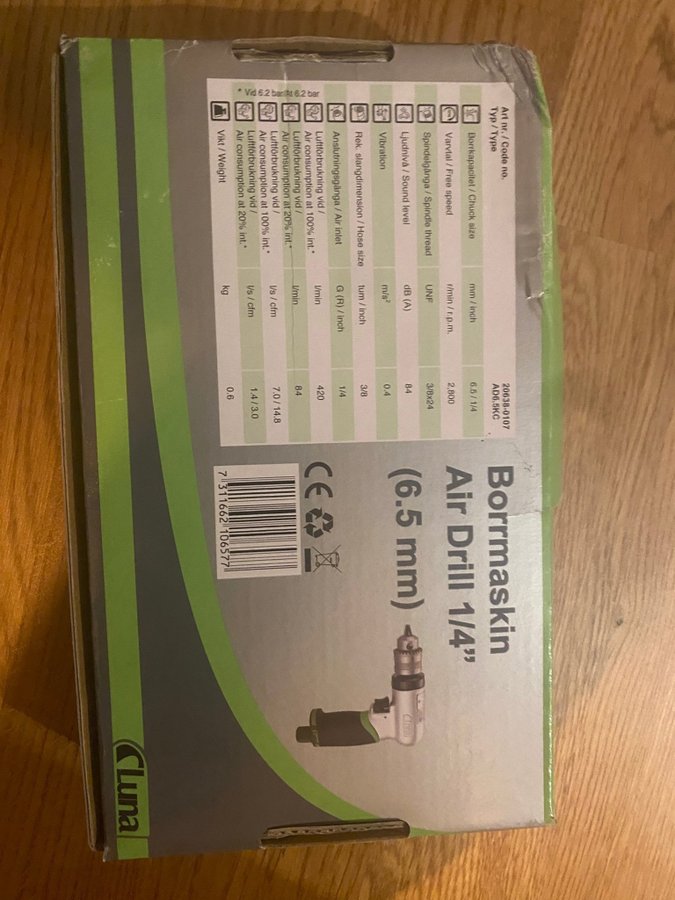 Art nr. / Code no. 20638-0107
Typ / Type AD6.5KC
Borrkapacitet / Chuck size mm / inch 6.5 / 1/4
Varvtal / Free speed r/min / r.p.m. 2,800
Spindelgänga / Spindle thread UNF 3/8x24
Ljudnivå / Sound level dB (A) 84
Vibration m/s² 0.4
Rek. slangdimension / Hose size tum / inch 3/8
Anslutningsgänga / Air inlet G (R) / inch 1/4
Luftförbrukning vid /
Air consumption at 100% int.* l/min 420
Luftförbrukning vid /
Air consumption at 20% int.* l/min 84
Luftförbrukning vid /
Air consumption at 100% int.* l/s / cfm 7.0 / 14.8
Luftförbrukning vid /
Air consumption at 20% int.* l/s / cfm 1.4 / 3.0
Vikt / Weight kg 0.6
* Vid 6.2 bar/At 6.2 bar
Borrmaskin
Air Drill 1/4”
(6.5 mm)
CE
7 311662 106577
Luna